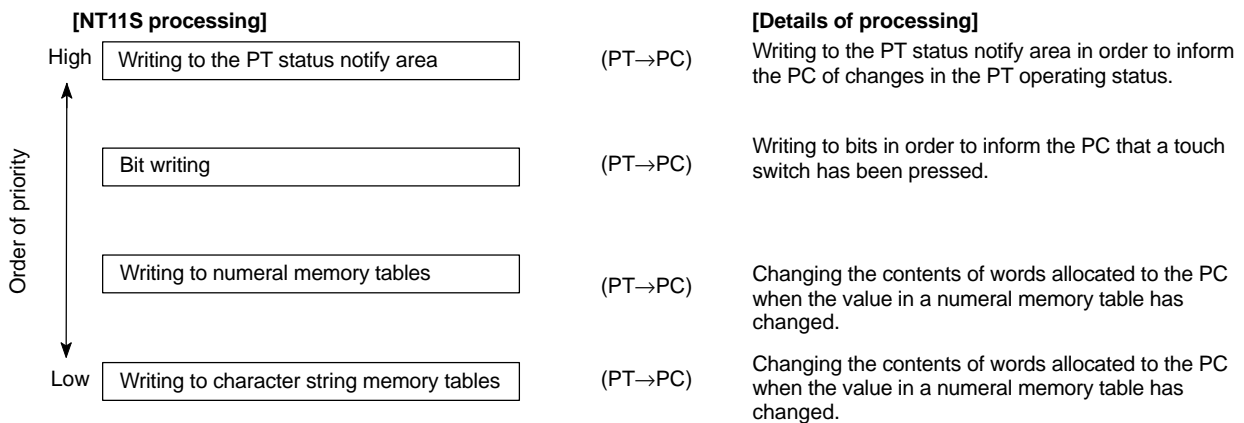 [NT11S processing]
[Details of processing]
High
Writing to the PT status notify area
(PT→PC)
Writing to the PT status notify area in order to inform
the PC of changes in the PT operating status.
Order of priority
Bit writing
(PT→PC)
Writing to bits in order to inform the PC that a touch
switch has been pressed.
Writing to numeral memory tables
(PT→PC)
Changing the contents of words allocated to the PC
when the value in a numeral memory table has
changed.
Low
Writing to character string memory tables
(PT→PC)
Changing the contents of words allocated to the PC
when the value in a numeral memory table has
changed.